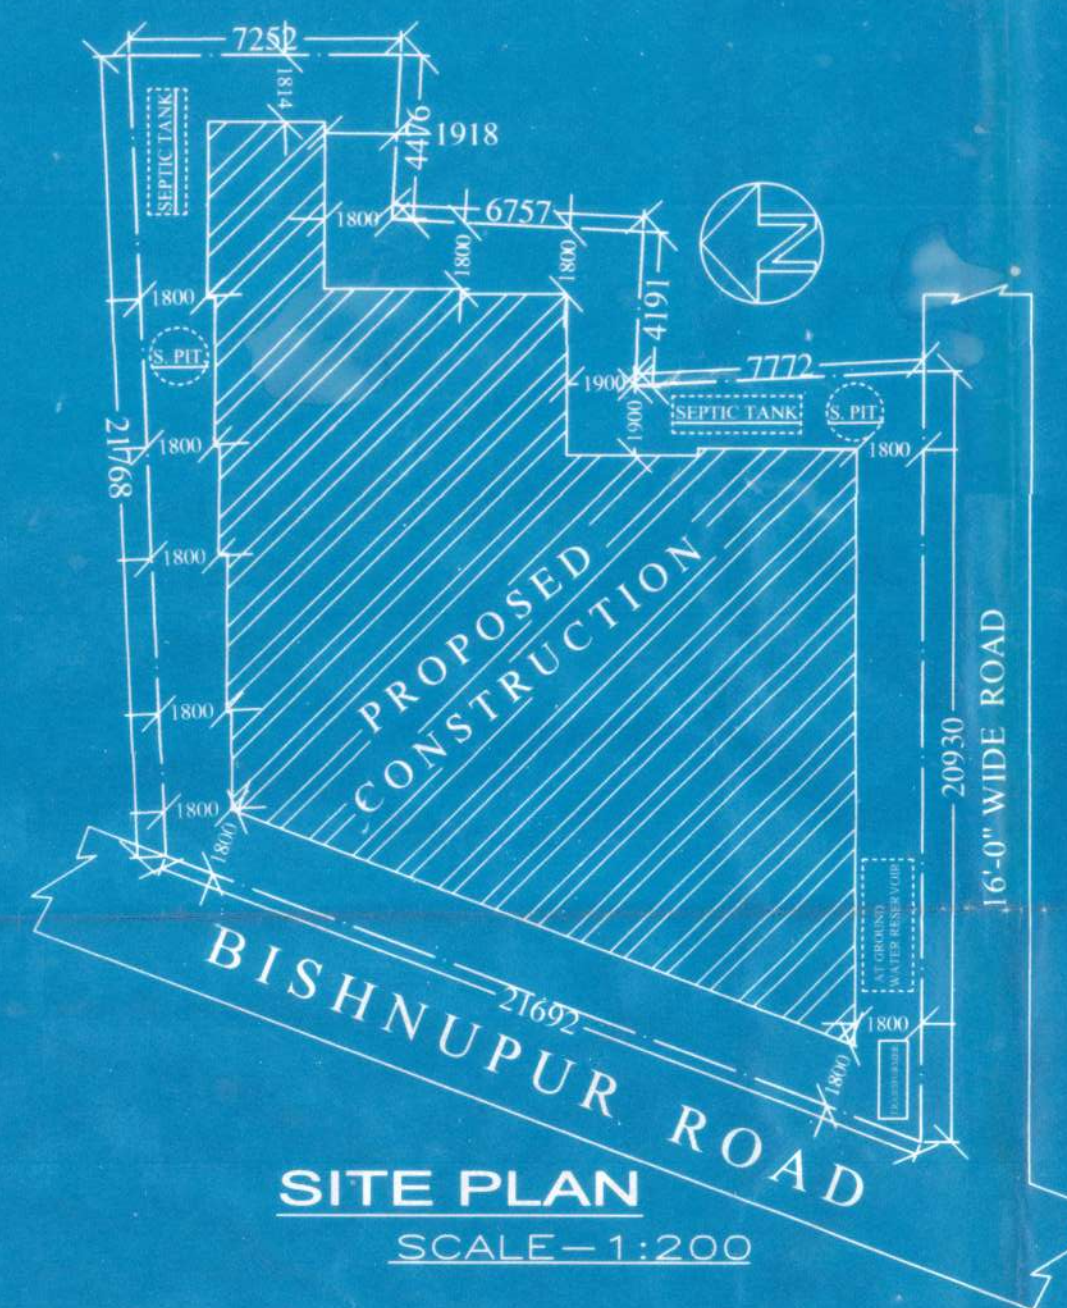 7252
1814
SEPTIC TANK
4476
1918
1800
6757
1800
1800
N
4191
1800
S. PIT
7772
1900
1900
SEPTIC TANK
S. PIT
21768
1800
1800
1800
PROPOSED
CONSTRUCTION
1800
1800
1800
20930
16'-0" WIDE ROAD
AT GROUND
WATER RESERVOIR
1800
1800
21692
BISHNUPUR ROAD
SITE PLAN
SCALE-1:200